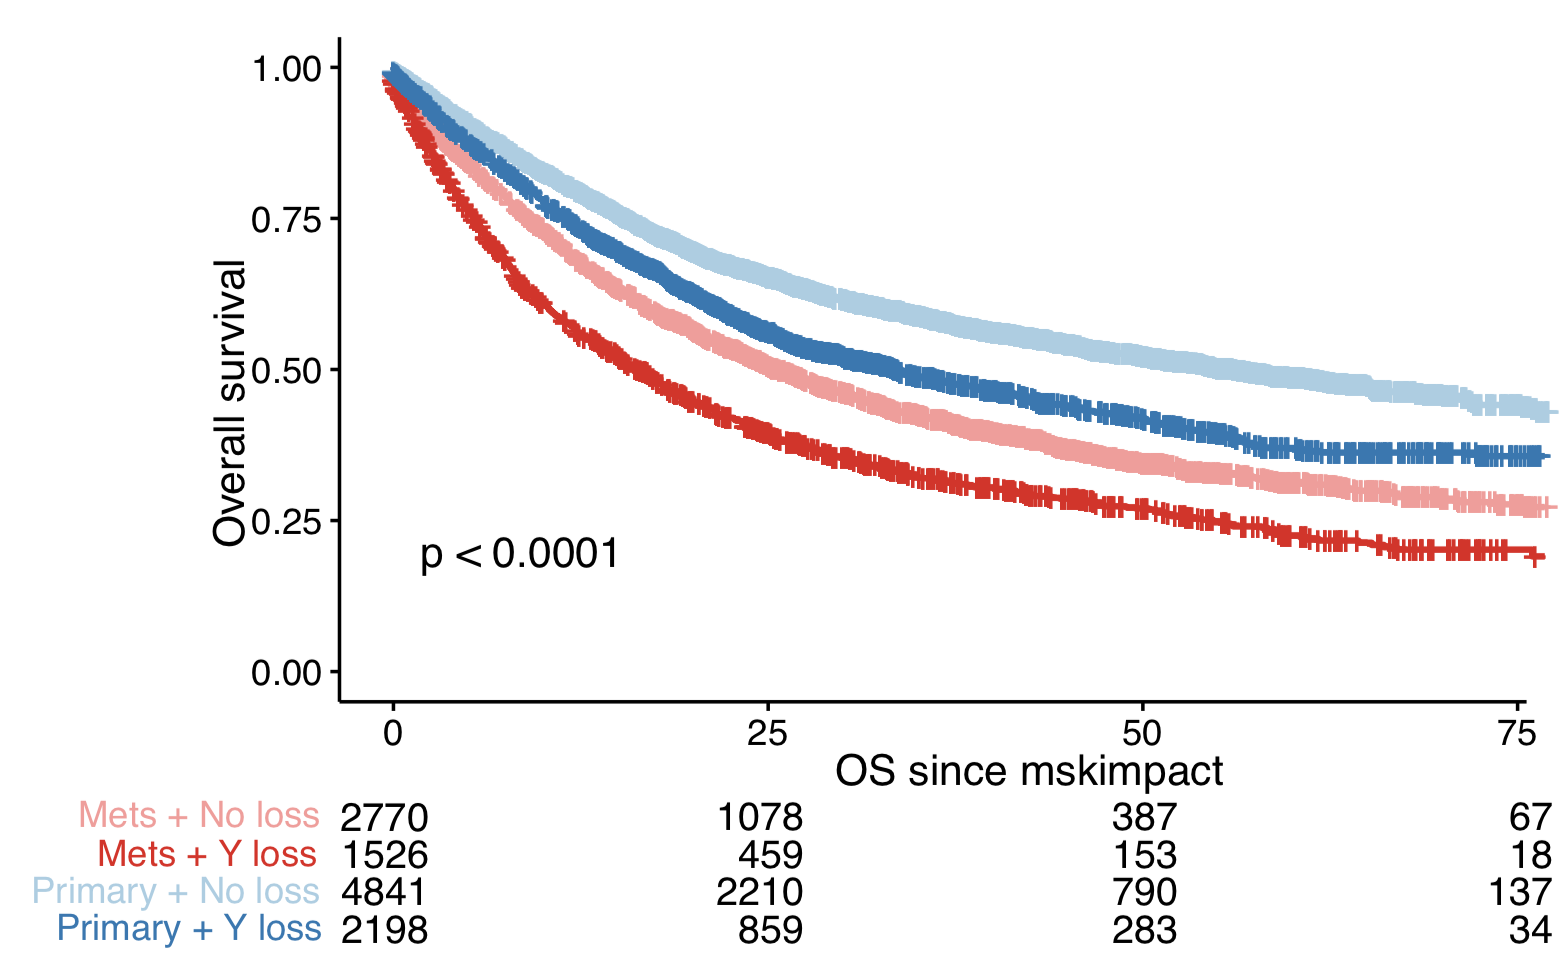 1.00
0.75
0.50
0.25
0.00
Overall survival
p < 0.0001
0 25 50 75
OS since mskimpact
Mets + No loss 2770 1078 387 67
Mets + Y loss 1526 459 153 18
Primary + No loss 4841 2210 790 137
Primary + Y loss 2198 859 283 34